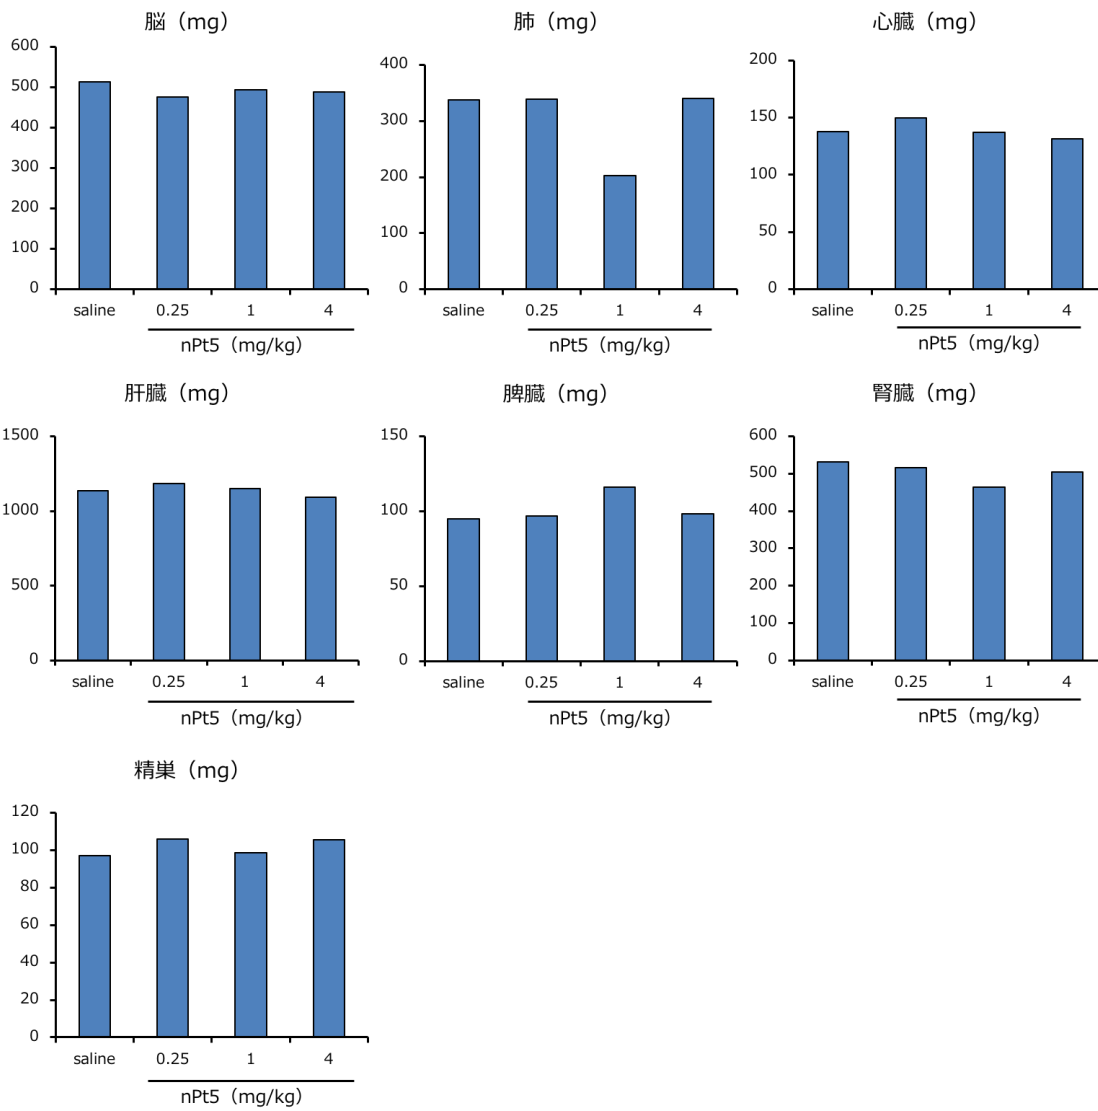 脳（mg）
600
500
400
300
200
100
0
saline 0.25 1 4
nPt5（mg/kg）
肺（mg）
400
300
200
100
0
saline 0.25 1 4
nPt5（mg/kg）
心臓（mg）
200
150
100
50
0
saline 0.25 1 4
nPt5（mg/kg）
肝臓（mg）
1500
1000
500
0
saline 0.25 1 4
nPt5（mg/kg）
脾臓（mg）
150
100
50
0
saline 0.25 1 4
nPt5（mg/kg）
腎臓（mg）
600
500
400
300
200
100
0
saline 0.25 1 4
nPt5（mg/kg）
精巣（mg）
120
100
80
60
40
20
0
saline 0.25 1 4
nPt5（mg/kg）